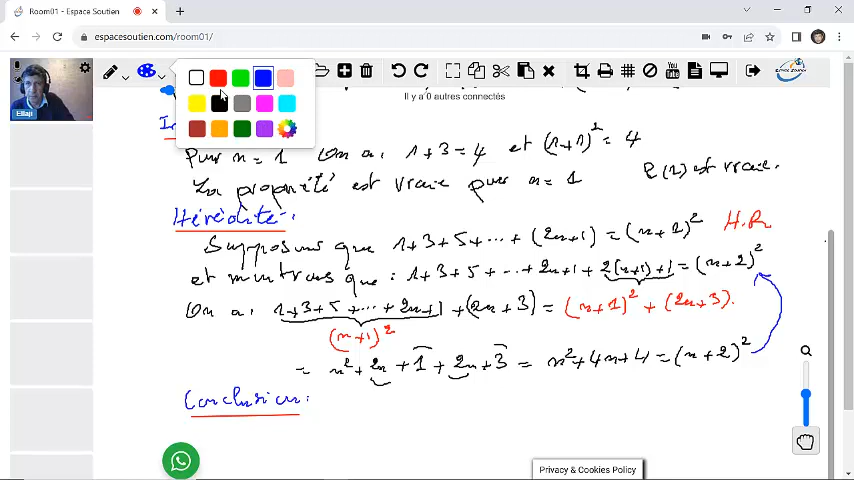 Room01 - Espace Soutien
espacesoutien.com/room01/
Ellaji
Il y a 0 autres connectés
In
Pour n = 1 On a : 1+3 = 4 et (1+1)² = 4
La propriété est vraie pour n = 1 P(1) est vraie.
Hérédité :
Supposons que 1+3+5+...+(2n+1) = (n+1)² H.R
et montrons que : 1+3+5+...+2n+1+2(n+1)+1 = (n+2)²
On a : 1+3+5+...+2n+1 + (2n+3) = (n+1)² + (2n+3).
(n+1)²
= n²+2n+1+2n+3 = n²+4n+4 = (n+2)²
Conclusion :
Privacy & Cookies Policy